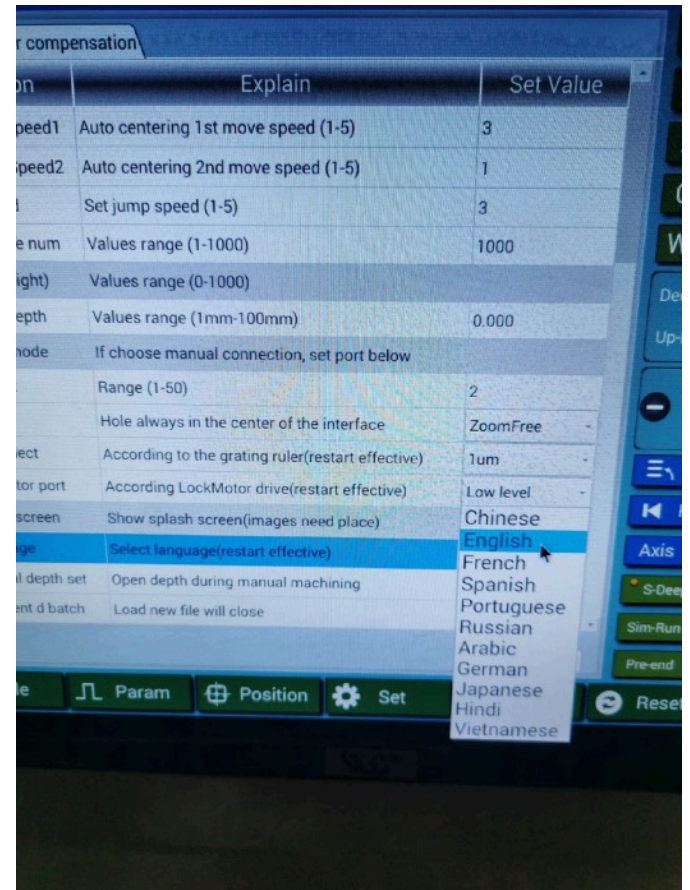 r compensation
on Explain Set Value
peed1 Auto centering 1st move speed (1-5) 3
peed2 Auto centering 2nd move speed (1-5) 1
Set jump speed (1-5) 3
e num Values range (1-1000) 1000
ight) Values range (0-1000)
epth Values range (1mm-100mm) 0.000
node If choose manual connection, set port below
Range (1-50) 2
Hole always in the center of the interface ZoomFree
ect According to the grating ruler(restart effective) 1um
tor port According LockMotor drive(restart effective) Low level
screen Show splash screen(images need place)
ge Select language(restart effective)
l depth set Open depth during manual machining
ent d batch Load new file will close
Chinese
English
French
Spanish
Portuguese
Russian
Arabic
German
Japanese
Hindi
Vietnamese
le Param Position Set Reset
W
Dee
Up-
Axis
S-Deep
Sim-Run
Pre-end